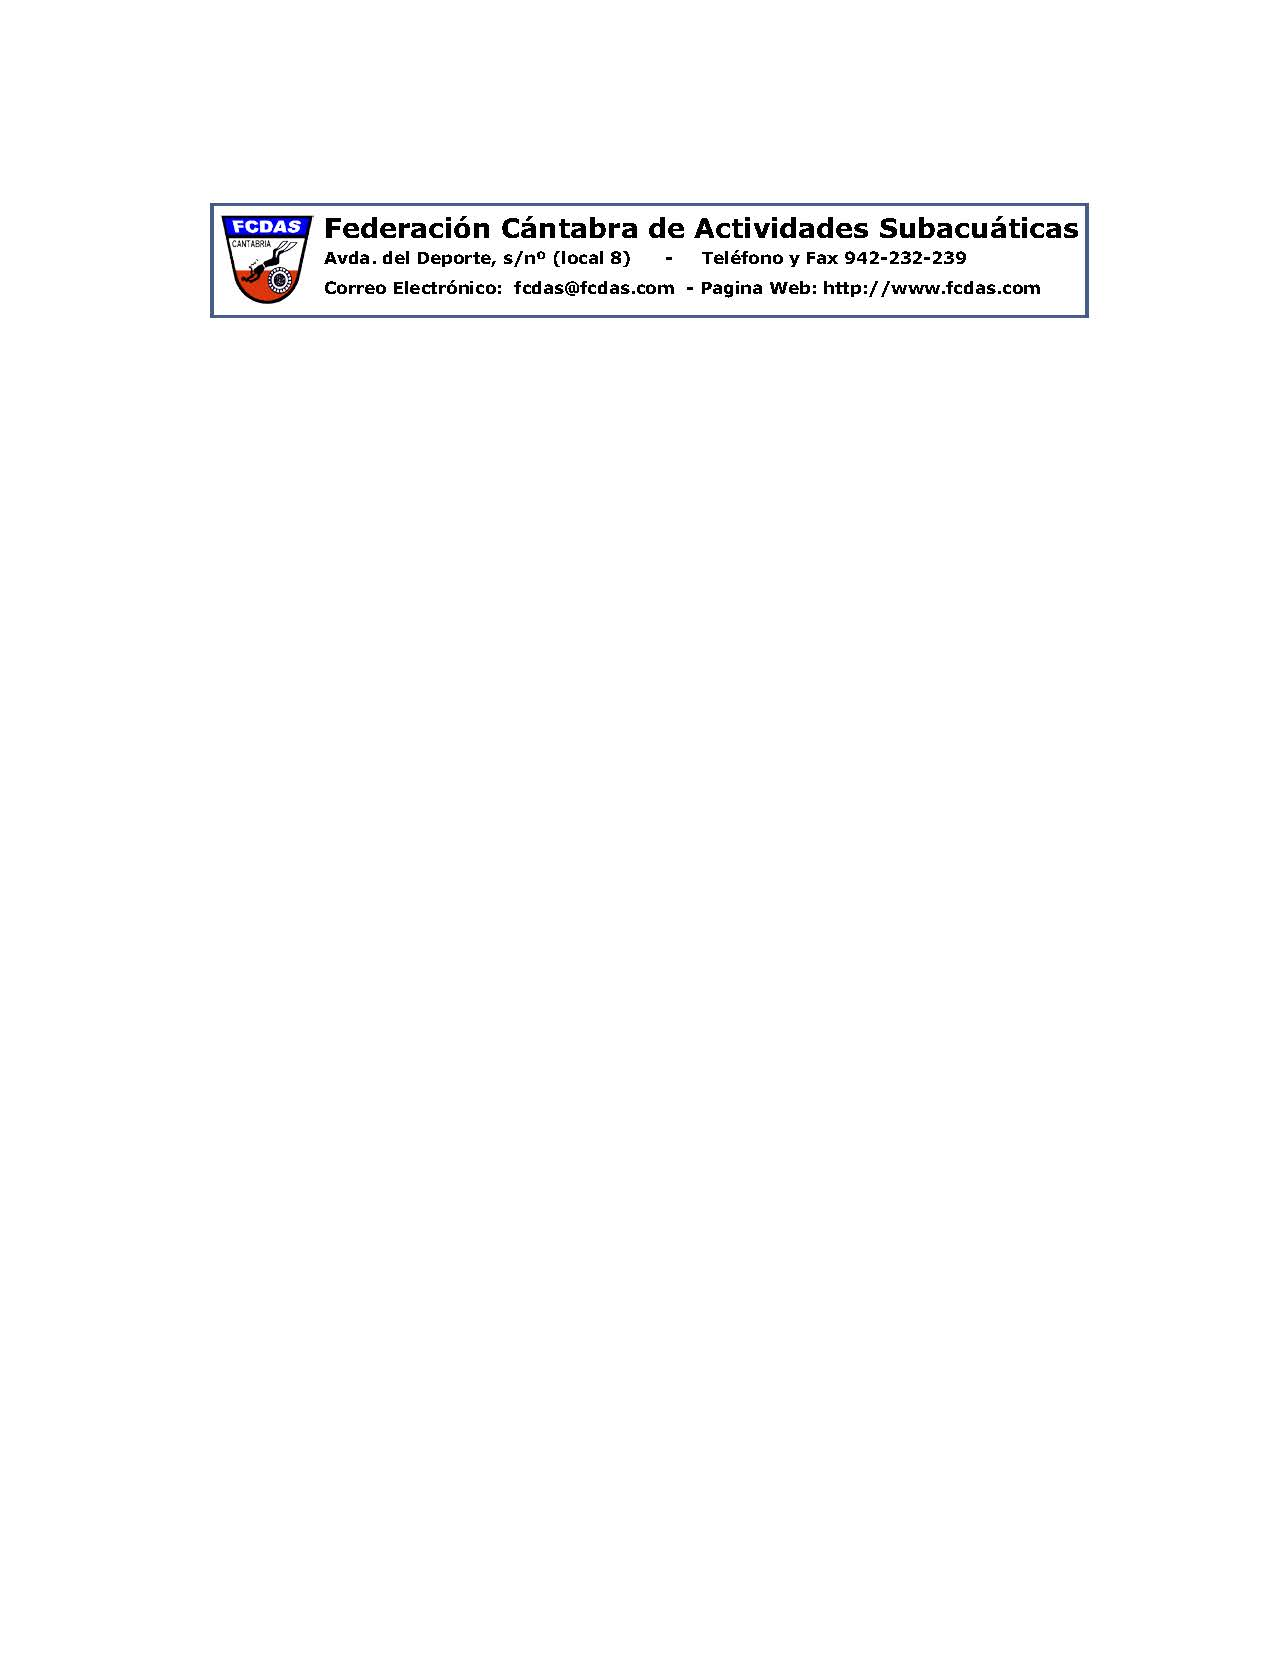 FCDAS
CANTABRIA
Federación Cántabra de Actividades Subacuáticas
Avda. del Deporte, s/nº (local 8) - Teléfono y Fax 942-232-239
Correo Electrónico: fcdas@fcdas.com - Pagina Web: http://www.fcdas.com